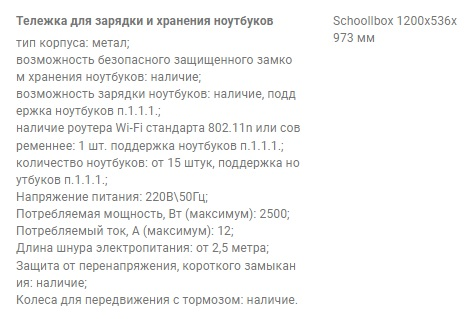 Тележка для зарядки и хранения ноутбуков
тип корпуса: метал;
возможность безопасного защищенного замко
м хранения ноутбуков: наличие;
возможность зарядки ноутбуков: наличие, подд
ержка ноутбуков п.1.1.1.;
наличие роутера Wi-Fi стандарта 802.11n или сов
ременнее: 1 шт. поддержка ноутбуков п.1.1.1.;
количество ноутбуков: от 15 штук, поддержка но
утбуков п.1.1.1.;
Напряжение питания: 220В\50Гц;
Потребляемая мощность, Вт (максимум): 2500;
Потребляемый ток, А (максимум): 12;
Длина шнура электропитания: от 2,5 метра;
Защита от перенапряжения, короткого замыкан
ия: наличие;
Колеса для передвижения с тормозом: наличие.
Schoollbox 1200х536х
973 мм